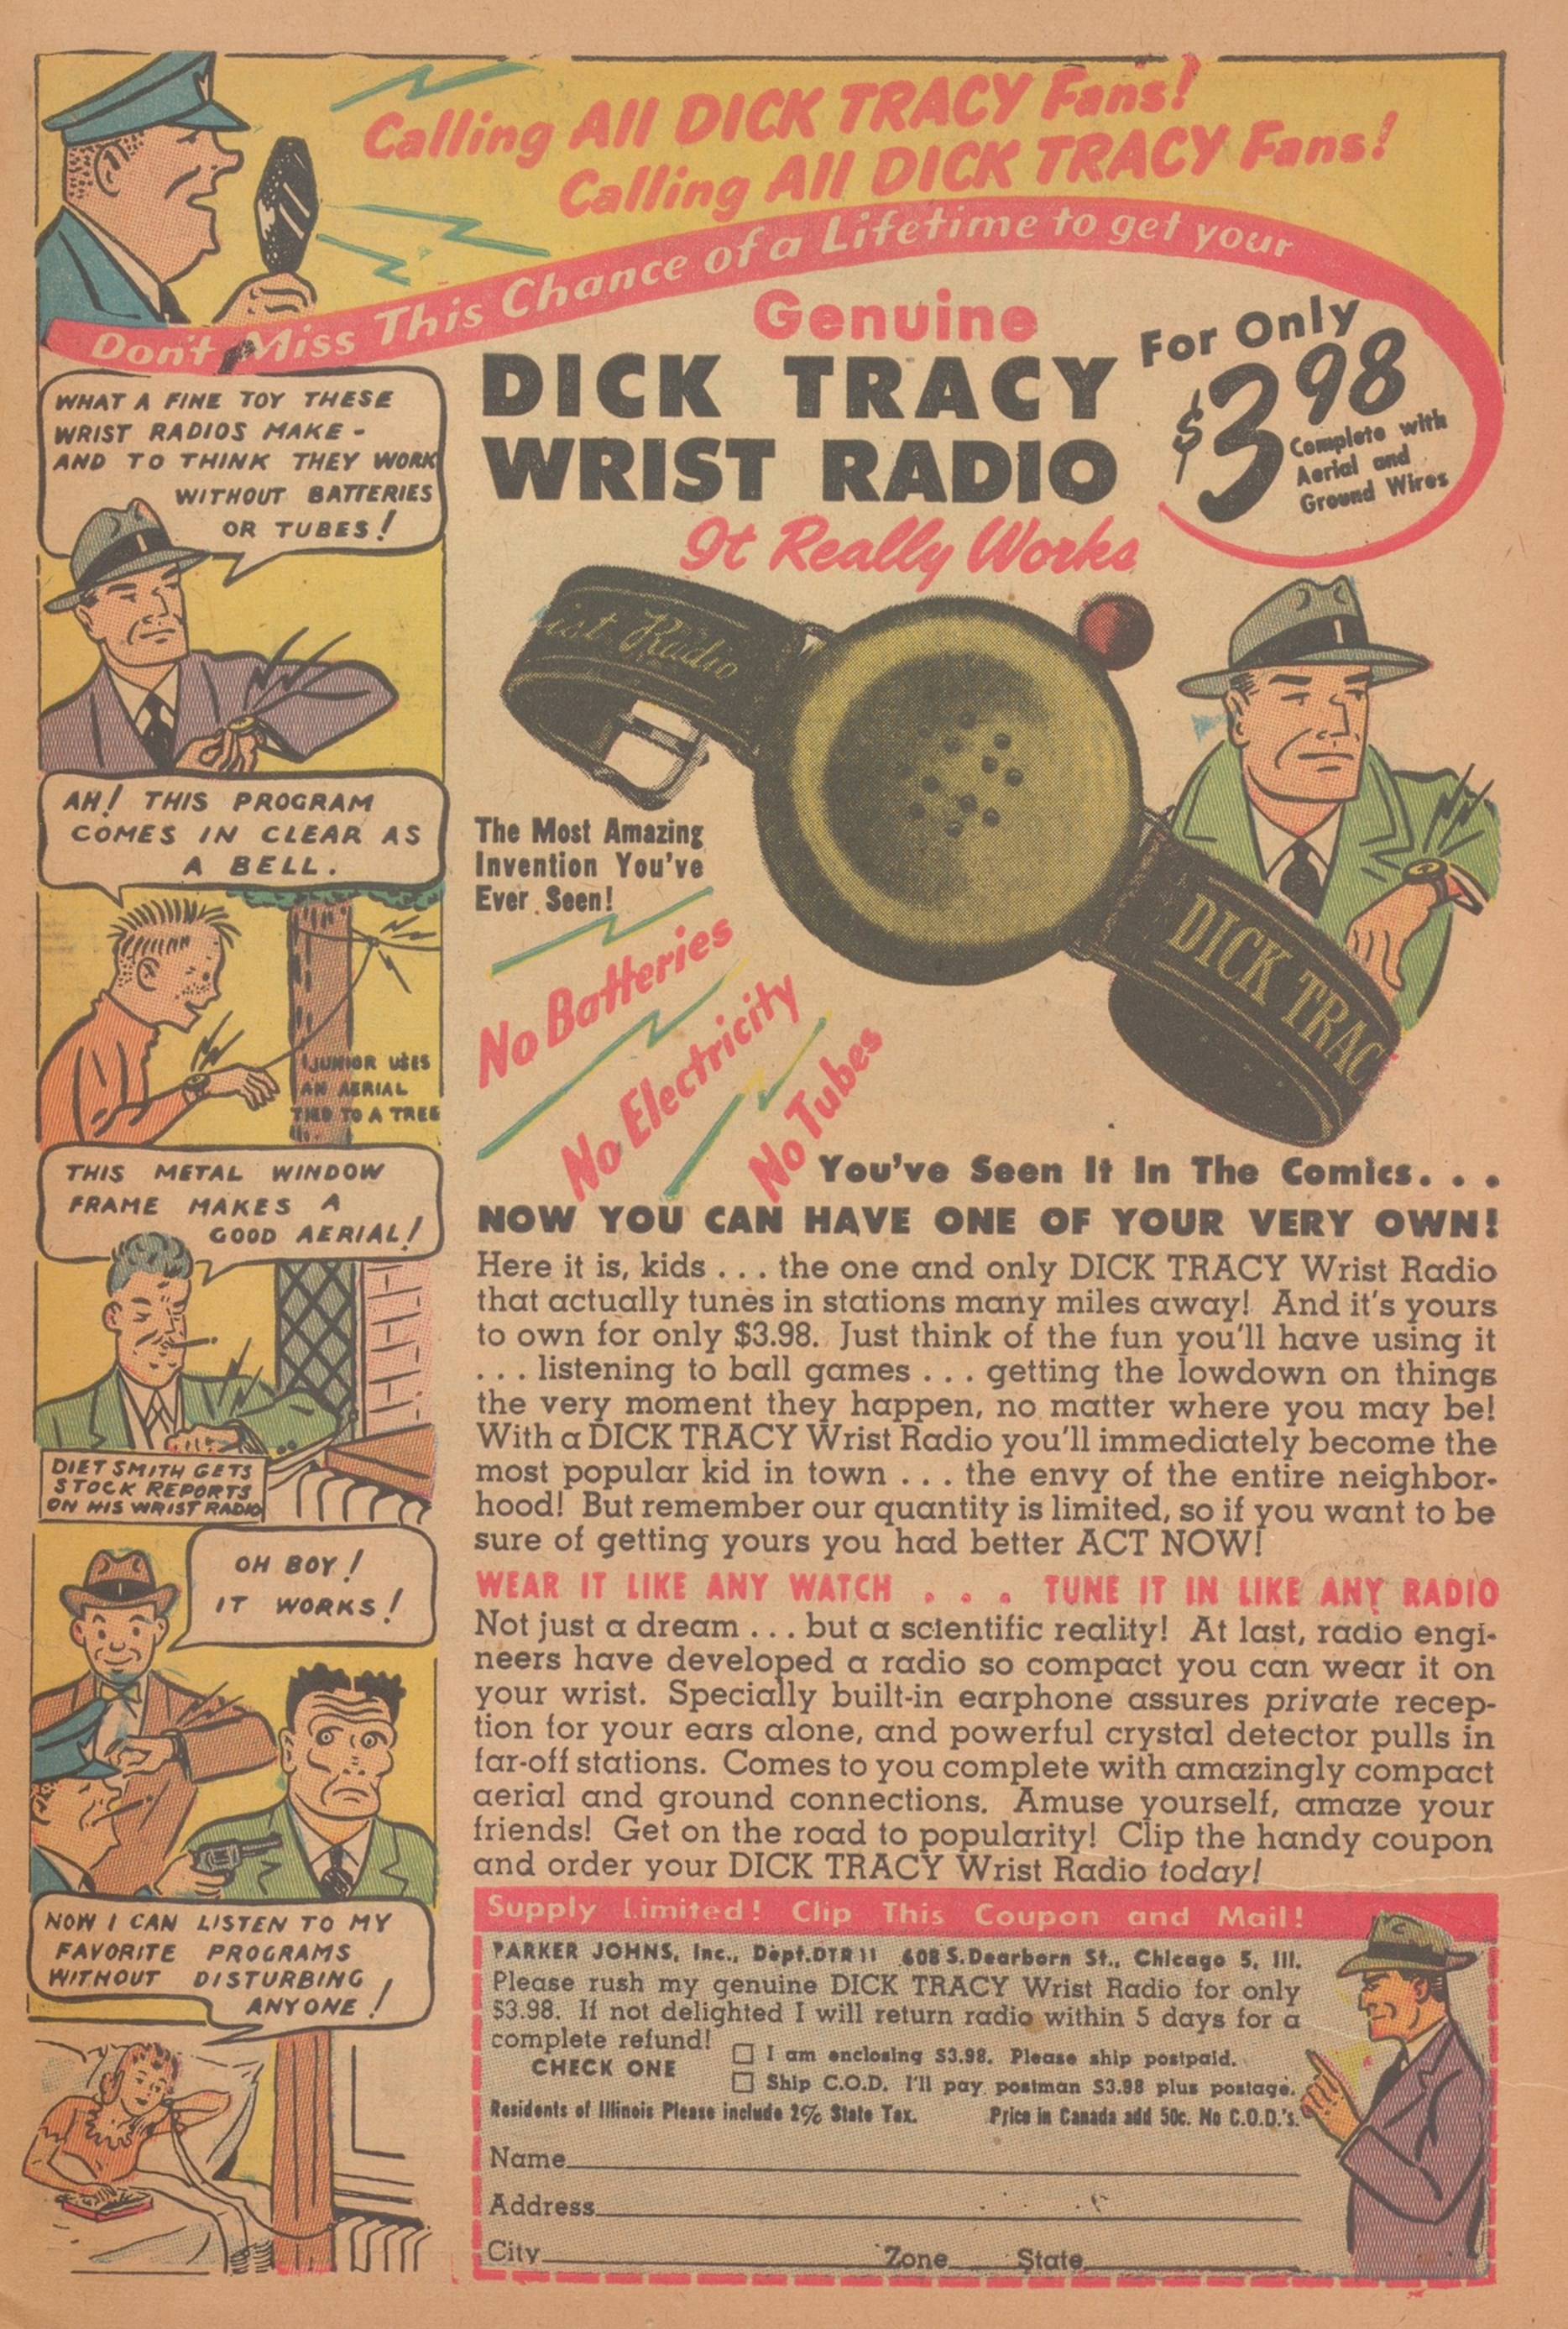 Calling All DICK TRACY Fans!
Calling All DICK TRACY Fans!
Don't Miss This Chance of a Lifetime to get your
Genuine
DICK TRACY
WRIST RADIO
It Really Works
For Only
$3.98
Complete with
Aerial and
Ground Wires
WHAT A FINE TOY THESE
WRIST RADIOS MAKE -
AND TO THINK THEY WORK
WITHOUT BATTERIES
OR TUBES!
AH! THIS PROGRAM
COMES IN CLEAR AS
A BELL.
JUNIOR USES
AN AERIAL
TIED TO A TREE
THIS METAL WINDOW
FRAME MAKES A
GOOD AERIAL!
DIET SMITH GETS
STOCK REPORTS
ON HIS WRIST RADIO
OH BOY!
IT WORKS!
NOW I CAN LISTEN TO MY
FAVORITE PROGRAMS
WITHOUT DISTURBING
ANYONE!
ist Radio
DICK TRAC
The Most Amazing
Invention You've
Ever Seen!
No Batteries
No Electricity
No Tubes
You've Seen It In The Comics...
NOW YOU CAN HAVE ONE OF YOUR VERY OWN!
Here it is, kids . . . the one and only DICK TRACY Wrist Radio
that actually tunes in stations many miles away! And it's yours
to own for only $3.98. Just think of the fun you'll have using it
. . . listening to ball games . . . getting the lowdown on things
the very moment they happen, no matter where you may be!
With a DICK TRACY Wrist Radio you'll immediately become the
most popular kid in town . . . the envy of the entire neighbor-
hood! But remember our quantity is limited, so if you want to be
sure of getting yours you had better ACT NOW!
WEAR IT LIKE ANY WATCH . . . TUNE IT IN LIKE ANY RADIO
Not just a dream . . . but a scientific reality! At last, radio engi-
neers have developed a radio so compact you can wear it on
your wrist. Specially built-in earphone assures private recep-
tion for your ears alone, and powerful crystal detector pulls in
far-off stations. Comes to you complete with amazingly compact
aerial and ground connections. Amuse yourself, amaze your
friends! Get on the road to popularity! Clip the handy coupon
and order your DICK TRACY Wrist Radio today!
Supply Limited! Clip This Coupon and Mail!
PARKER JOHNS, Inc., Dept. DTR 11 608 S. Dearborn St., Chicago 5, Ill.
Please rush my genuine DICK TRACY Wrist Radio for only
$3.98. If not delighted I will return radio within 5 days for a
complete refund!
CHECK ONE
☐ I am enclosing $3.98. Please ship postpaid.
☐ Ship C.O.D. I'll pay postman $3.98 plus postage.
Residents of Illinois Please include 2% State Tax. Price in Canada add 50c. No C.O.D.'s.
Name
Address
City Zone State